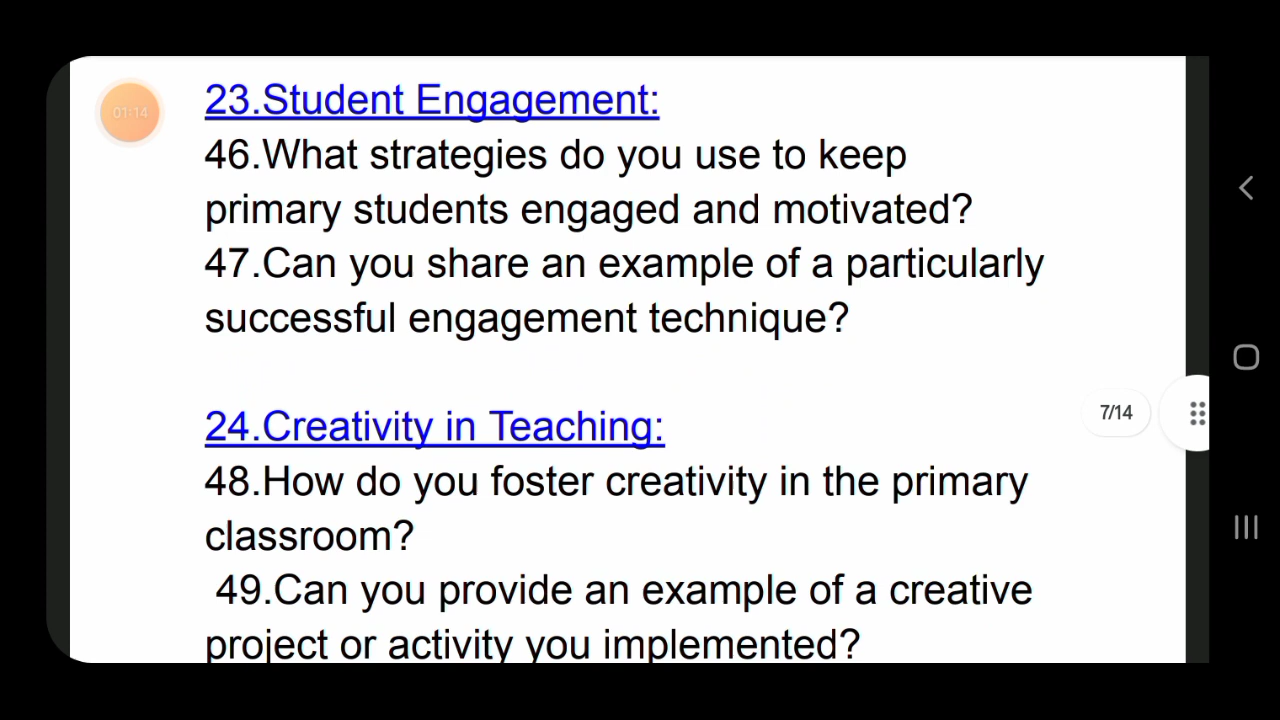 01:14
23.Student Engagement:
46.What strategies do you use to keep
primary students engaged and motivated?
47.Can you share an example of a particularly
successful engagement technique?
24.Creativity in Teaching:
7/14
48.How do you foster creativity in the primary
classroom?
49.Can you provide an example of a creative
project or activity you implemented?